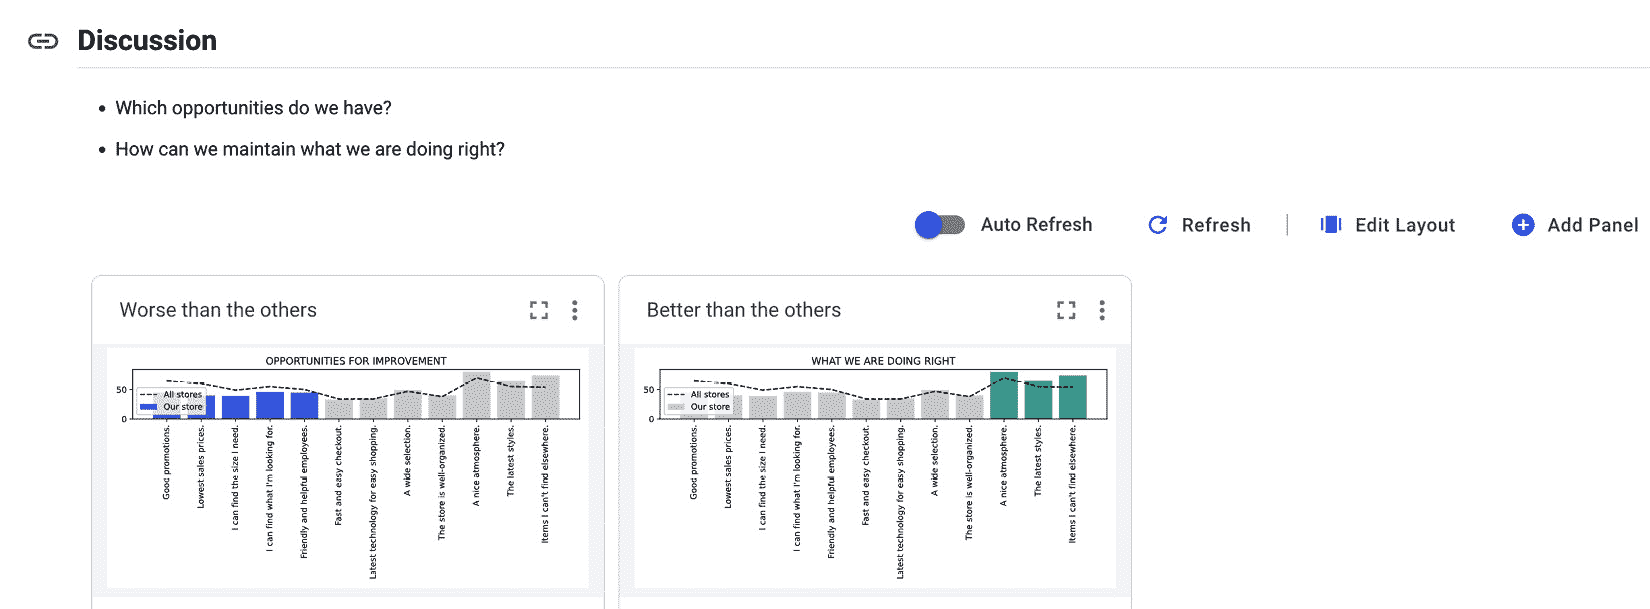 Discussion
Which opportunities do we have?
How can we maintain what we are doing right?
Auto Refresh
Refresh
Edit Layout
Add Panel
Worse than the others
OPPORTUNITIES FOR IMPROVEMENT
50
0
All stores
Our store
Good promotions.
Lowest sales prices.
I can find the size I need.
I can find what I'm looking for.
Friendly and helpful employees.
Fast and easy checkout.
Latest technology for easy shopping.
A wide selection.
The store is well-organized.
A nice atmosphere.
The latest styles.
Items I can't find elsewhere.
Better than the others
WHAT WE ARE DOING RIGHT
50
0
All stores
Our store
Good promotions.
Lowest sales prices.
I can find the size I need.
I can find what I'm looking for.
Friendly and helpful employees.
Fast and easy checkout.
Latest technology for easy shopping.
A wide selection.
The store is well-organized.
A nice atmosphere.
The latest styles.
Items I can't find elsewhere.